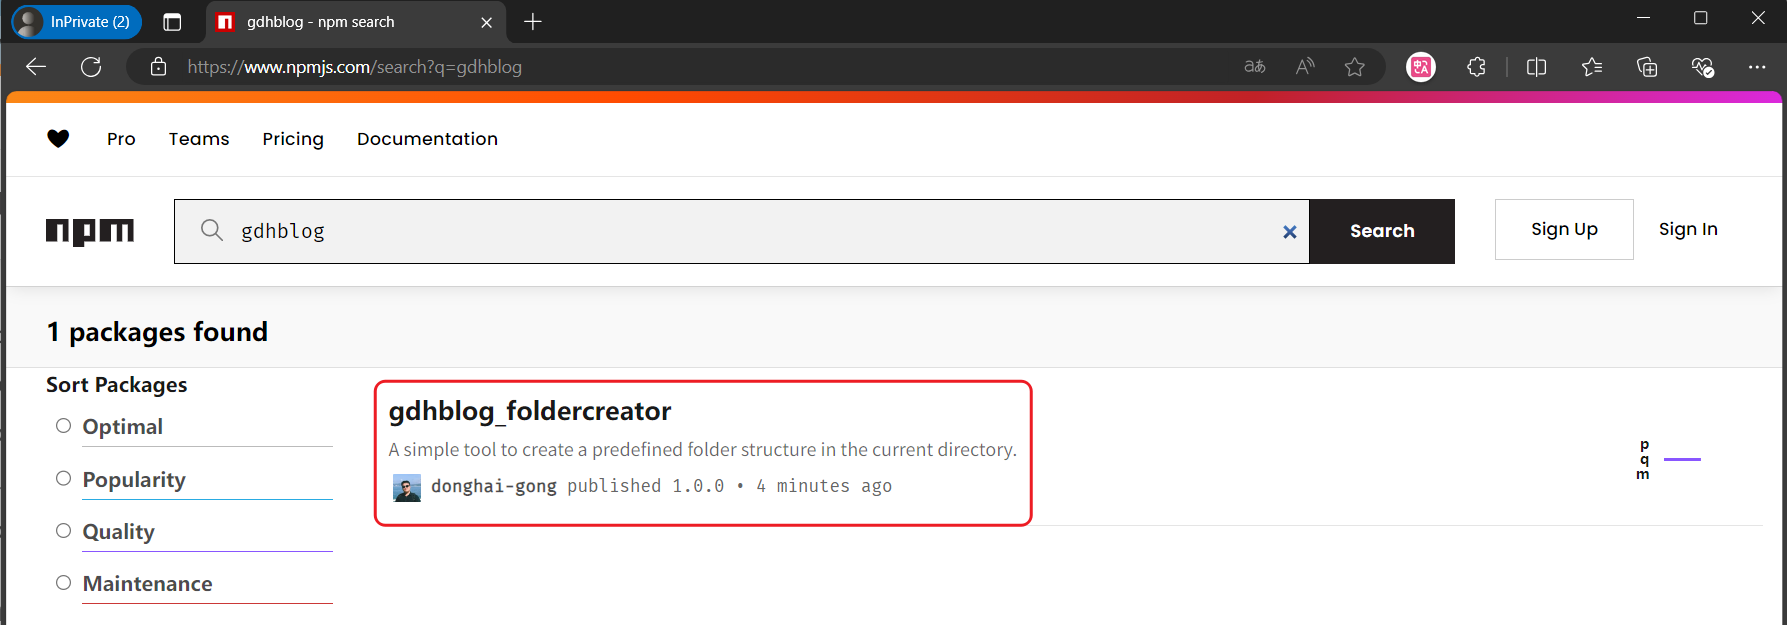 InPrivate (2)
gdhblog - npm search
https://www.npmjs.com/search?q=gdhblog
Pro Teams Pricing Documentation
npm
gdhblog
Search
Sign Up
Sign In
1 packages found
Sort Packages
Optimal
Popularity
Quality
Maintenance
gdhblog_foldercreator
A simple tool to create a predefined folder structure in the current directory.
donghai-gong published 1.0.0 • 4 minutes ago
p
q
m